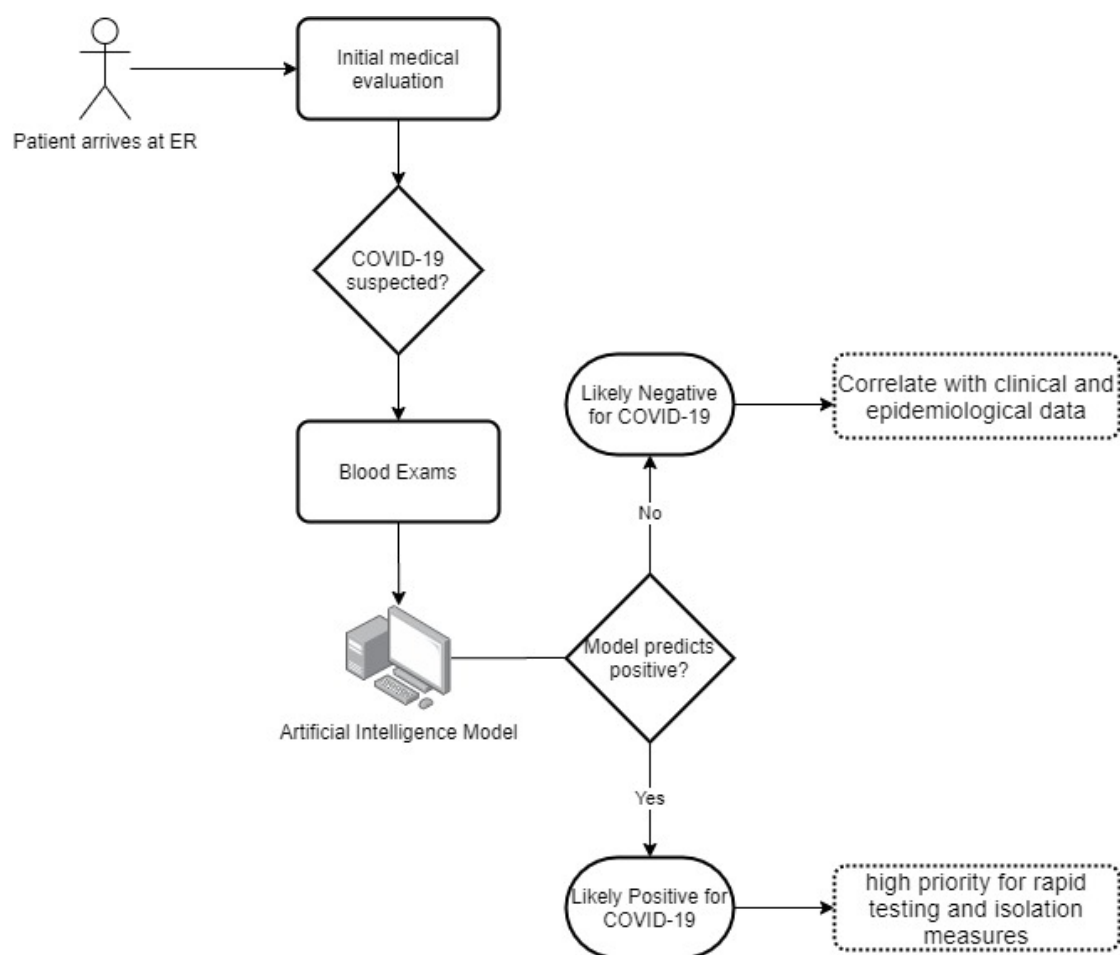 Initial medical
evaluation
Patient arrives at ER
COVID-19
suspected?
Blood Exams
Artificial Intelligence Model
Model predicts
positive?
No
Likely Negative
for COVID-19
Correlate with clinical and
epidemiological data
Yes
Likely Positive for
COVID-19
high priority for rapid
testing and isolation
measures